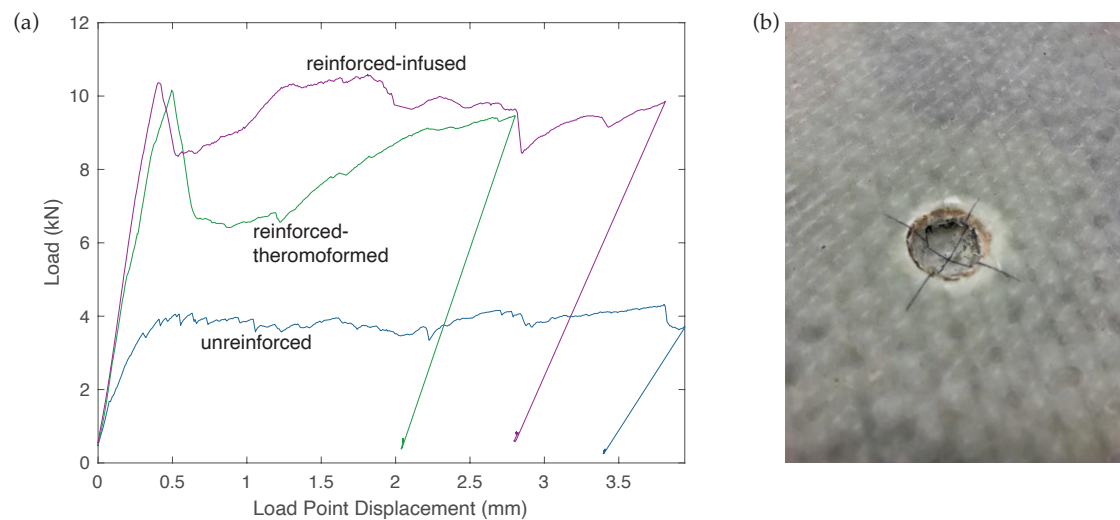 (a)
12
10
8
6
4
2
0
Load (kN)
reinforced-infused
reinforced-
theromoformed
unreinforced
0
0.5
1
1.5
2
2.5
3
3.5
Load Point Displacement (mm)
(b)